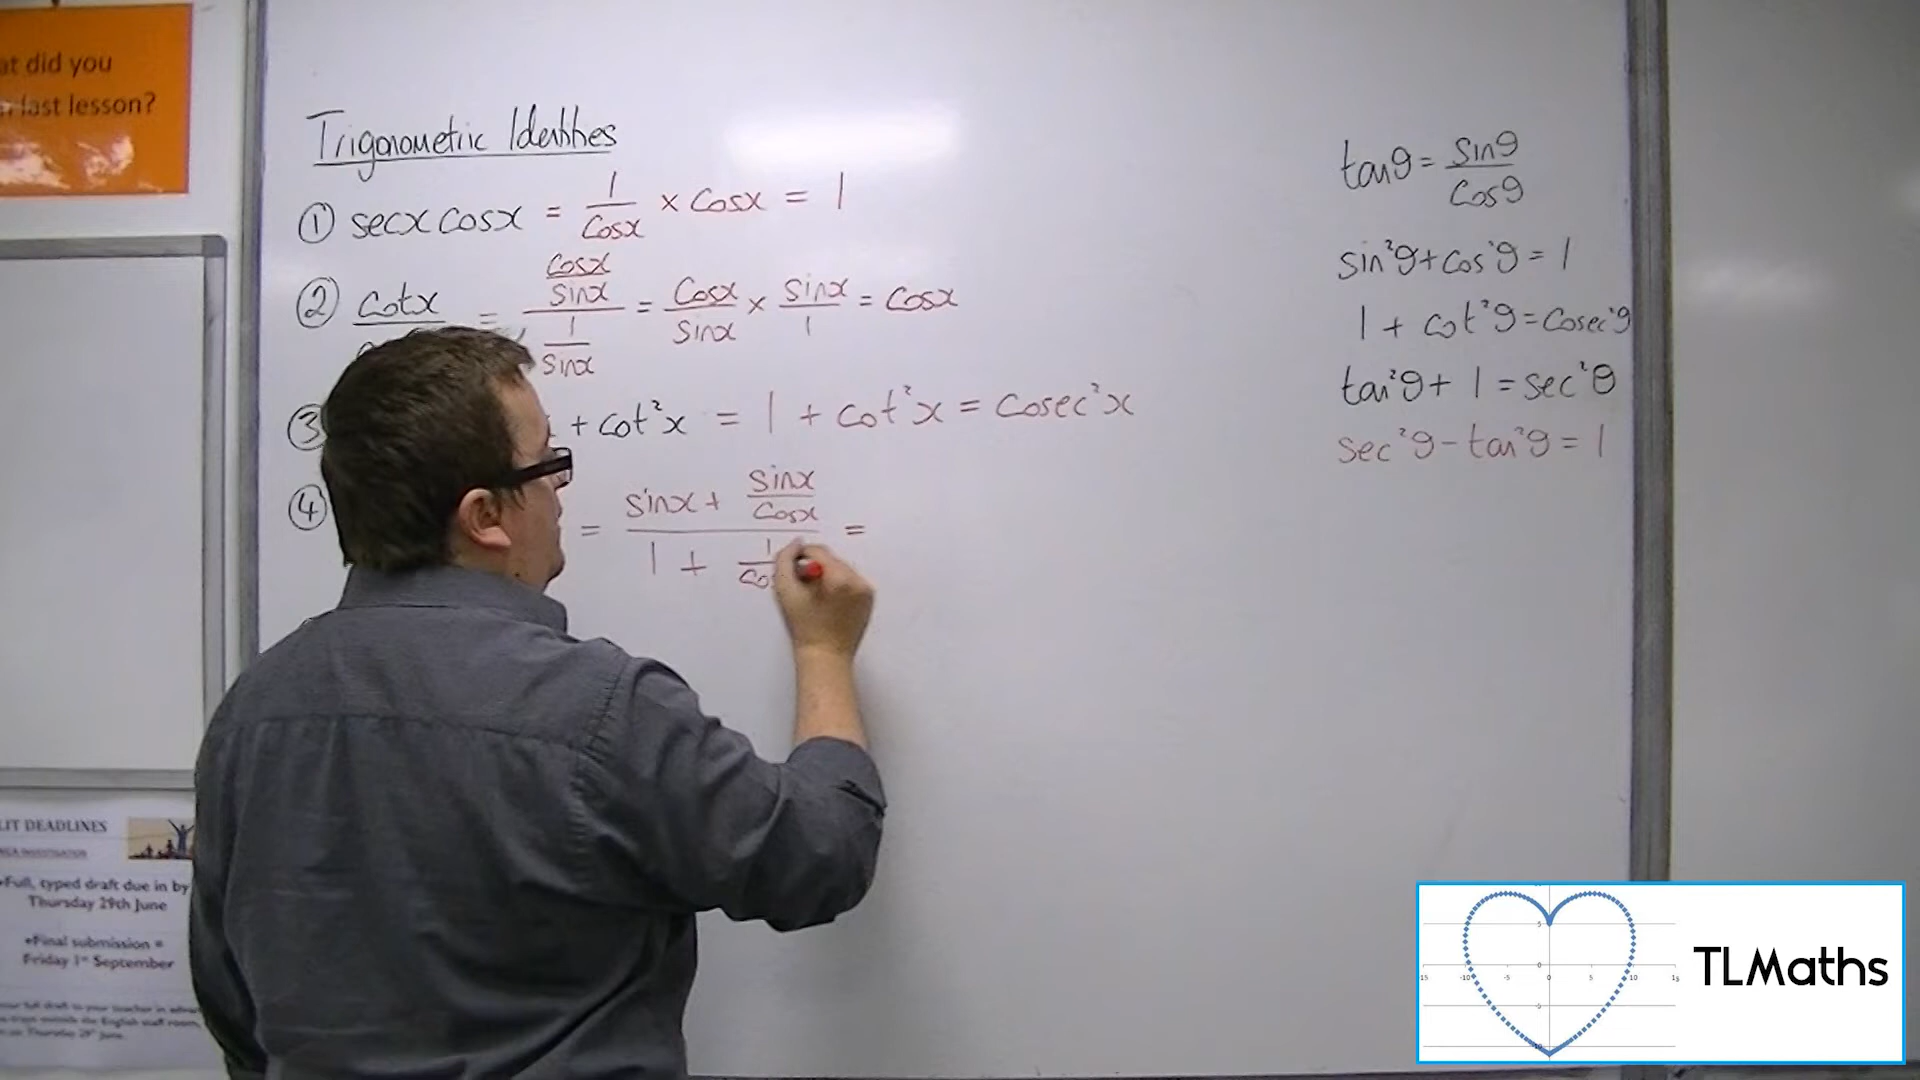 at did you
last lesson?
Trigonometric Identities
① secx cosx = 1/cosx × cosx = 1
② cotx = (cosx/sinx)/(1/sinx) = cosx/sinx × sinx/1 = cosx
③ + cot²x = 1 + cot²x = cosec²x
④ = (sinx + sinx/cosx)/(1 + 1/cos =
tanθ = sinθ/cosθ
sin²θ + cos²θ = 1
1 + cot²θ = cosec²θ
tan²θ + 1 = sec²θ
sec²θ - tan²θ = 1
LIT DEADLINES
•Full, typed draft due in by
Thursday 29th June
•Final submission =
Friday 1st September
TLMaths